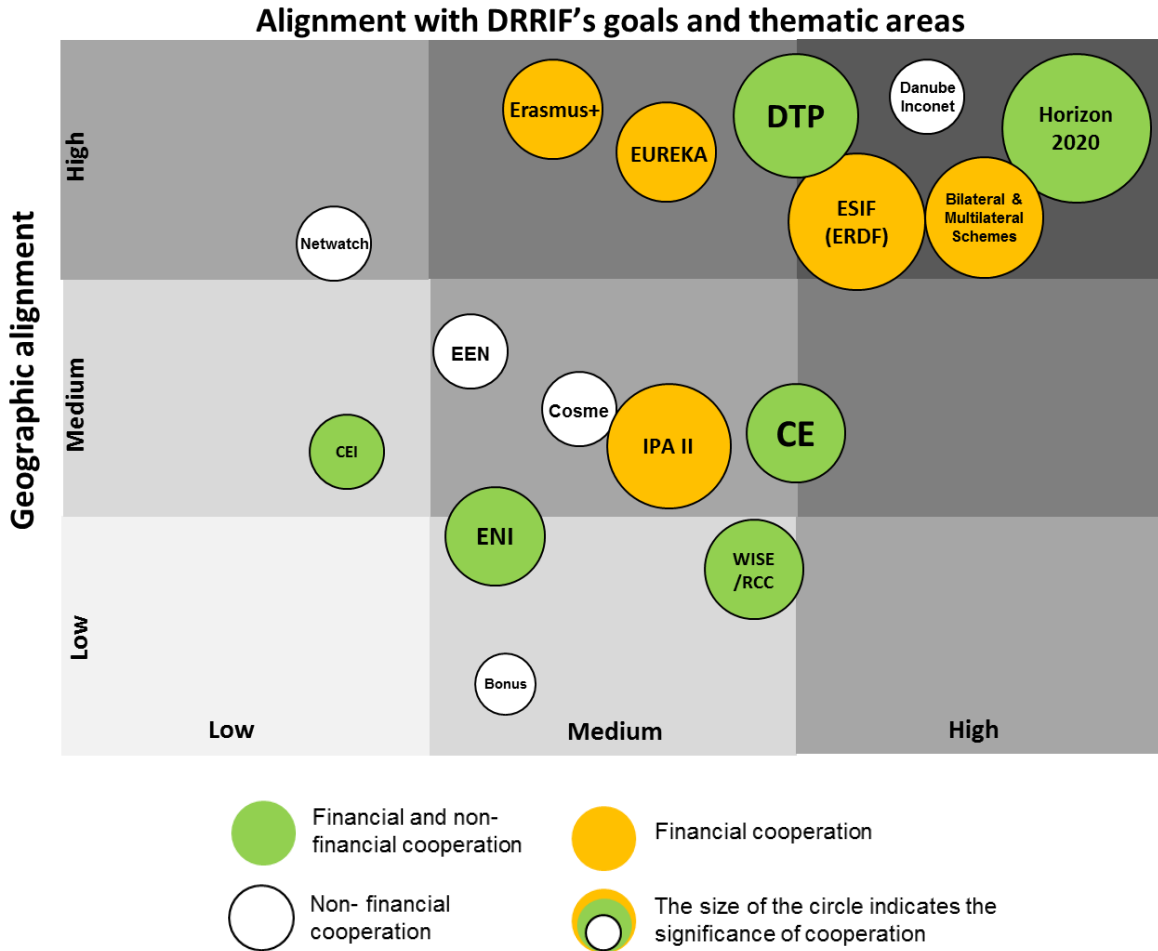 Alignment with DRRIF’s goals and thematic areas
Geographic alignment
High
Medium
Low
Erasmus+
EUREKA
DTP
Danube
Inconet
Horizon
2020
ESIF
(ERDF)
Bilateral &
Multilateral
Schemes
Netwatch
EEN
Cosme
IPA II
CE
CEI
ENI
WISE
/RCC
Bonus
Low
Medium
High
Financial and non-
financial cooperation
Financial cooperation
Non- financial
cooperation
The size of the circle indicates the
significance of cooperation